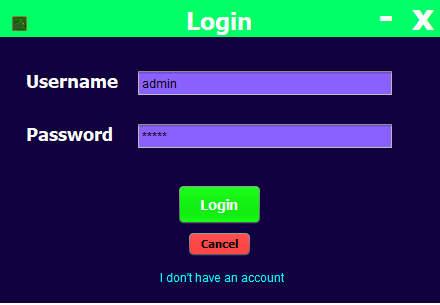 Login
- X
Username admin
Password *****
Login
Cancel
I don't have an account